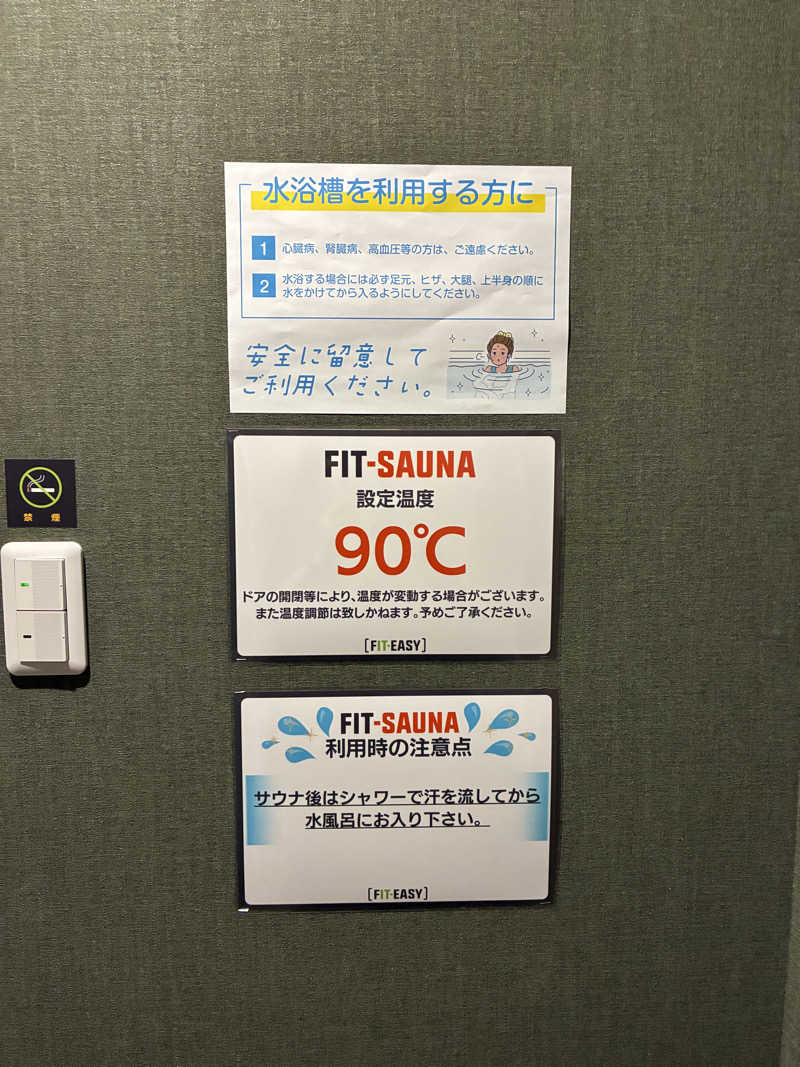 水浴槽を利用する方に
1 心臓病、腎臓病、高血圧等の方は、ご遠慮ください。
2 水浴する場合には必ず足元、ヒザ、大腿、上半身の順に
水をかけてから入るようにしてください。
安全に留意して
ご利用ください。
FIT-SAUNA
設定温度
90℃
ドアの開閉等により、温度が変動する場合がございます。
また温度調節は致しかねます。予めご了承ください。
[FIT-EASY]
禁煙
FIT-SAUNA
利用時の注意点
サウナ後はシャワーで汗を流してから
水風呂にお入り下さい。
[FIT-EASY]